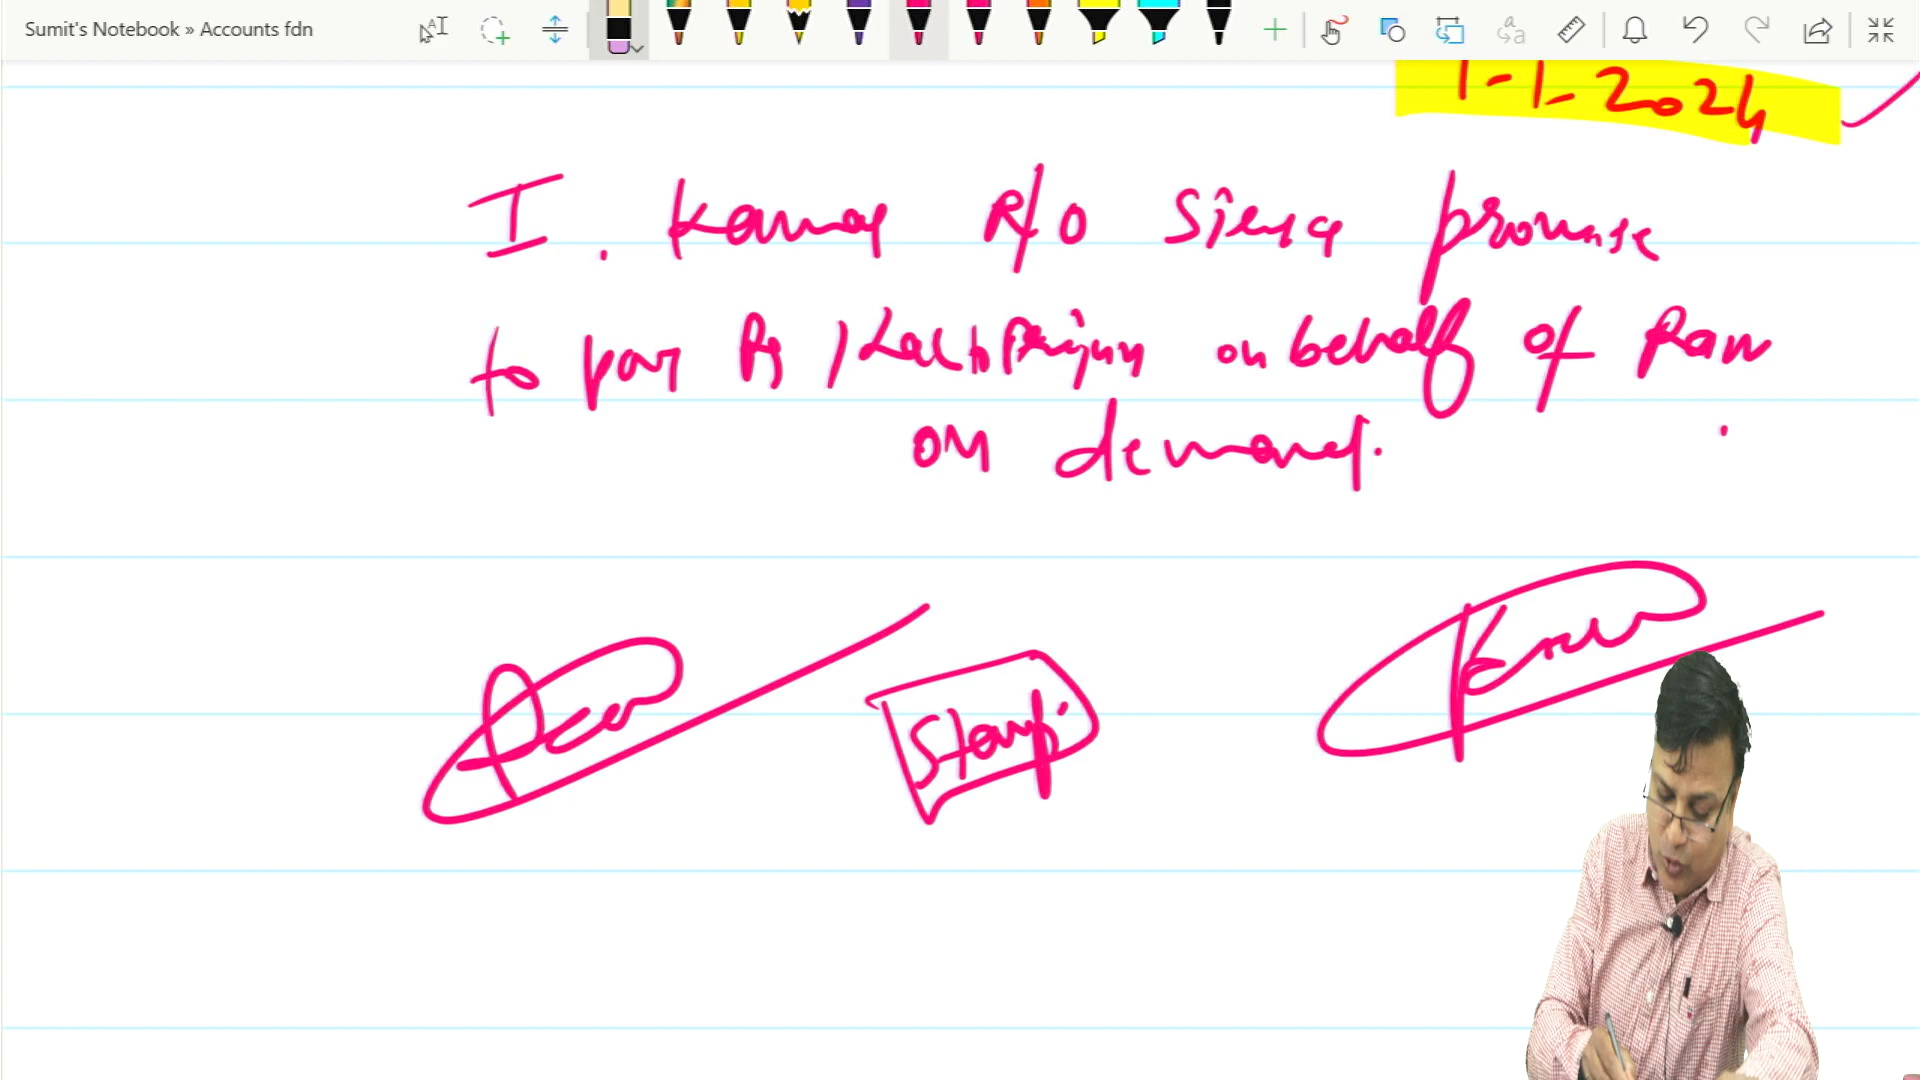 Sumit's Notebook » Accounts fdn
1-1-2024
I. Kamal R/O promise
to pay Rs 1 Lakh on behalf of Ram
on demand.
Stamp